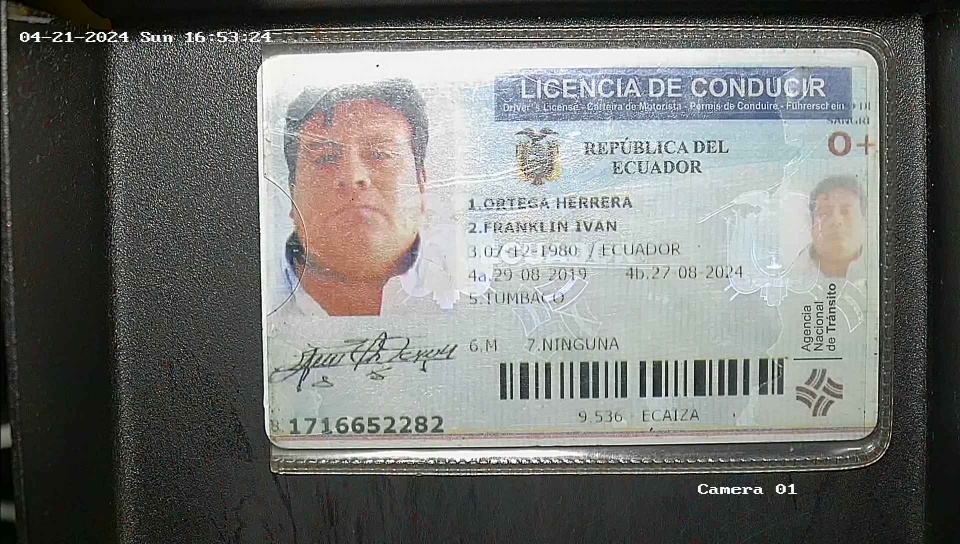 04-21-2024 Sun 16:53:24
LICENCIA DE CONDUCIR
Driver's License - Carteira de Motorista - Permis de Conduire - Führerschein
REPÚBLICA DEL
ECUADOR
O+
1.ORTEGA HERRERA
2.FRANKLIN IVAN
3.07-12-1980 / ECUADOR
4a.29-08-2019 4b.27-08-2024
5.TUMBACO
6.M 7.NINGUNA
Agencia
Nacional
de Tránsito
9.536 ECAIZA
8.1716652282
Camera 01